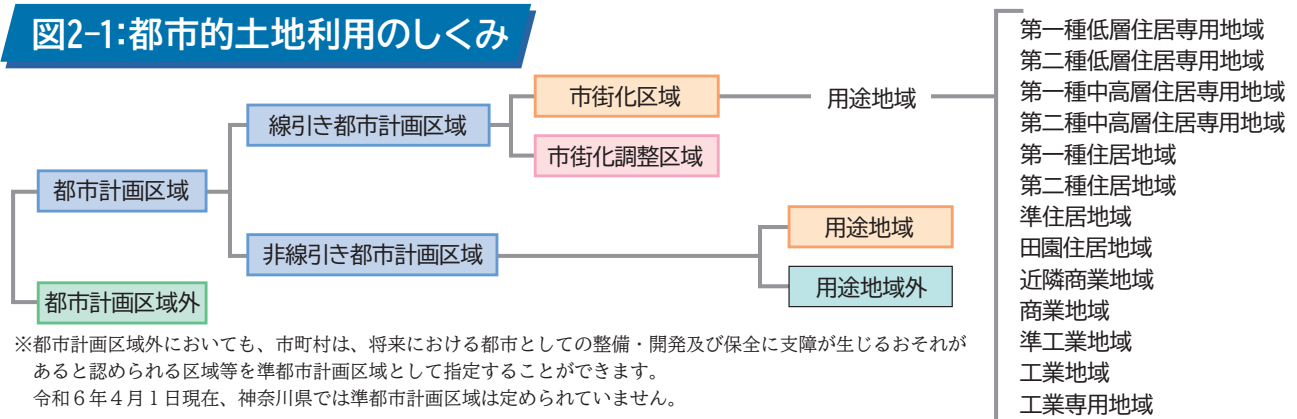 図2-1:都市的土地利用のしくみ
都市計画区域
線引き都市計画区域
市街化区域
用途地域
市街化調整区域
非線引き都市計画区域
用途地域
用途地域外
都市計画区域外
第一種低層住居専用地域
第二種低層住居専用地域
第一種中高層住居専用地域
第二種中高層住居専用地域
第一種住居地域
第二種住居地域
準住居地域
田園住居地域
近隣商業地域
商業地域
準工業地域
工業地域
工業専用地域
※都市計画区域外においても、市町村は、将来における都市としての整備・開発及び保全に支障が生じるおそれが
あると認められる区域等を準都市計画区域として指定することができます。
令和6年4月1日現在、神奈川県では準都市計画区域は定められていません。